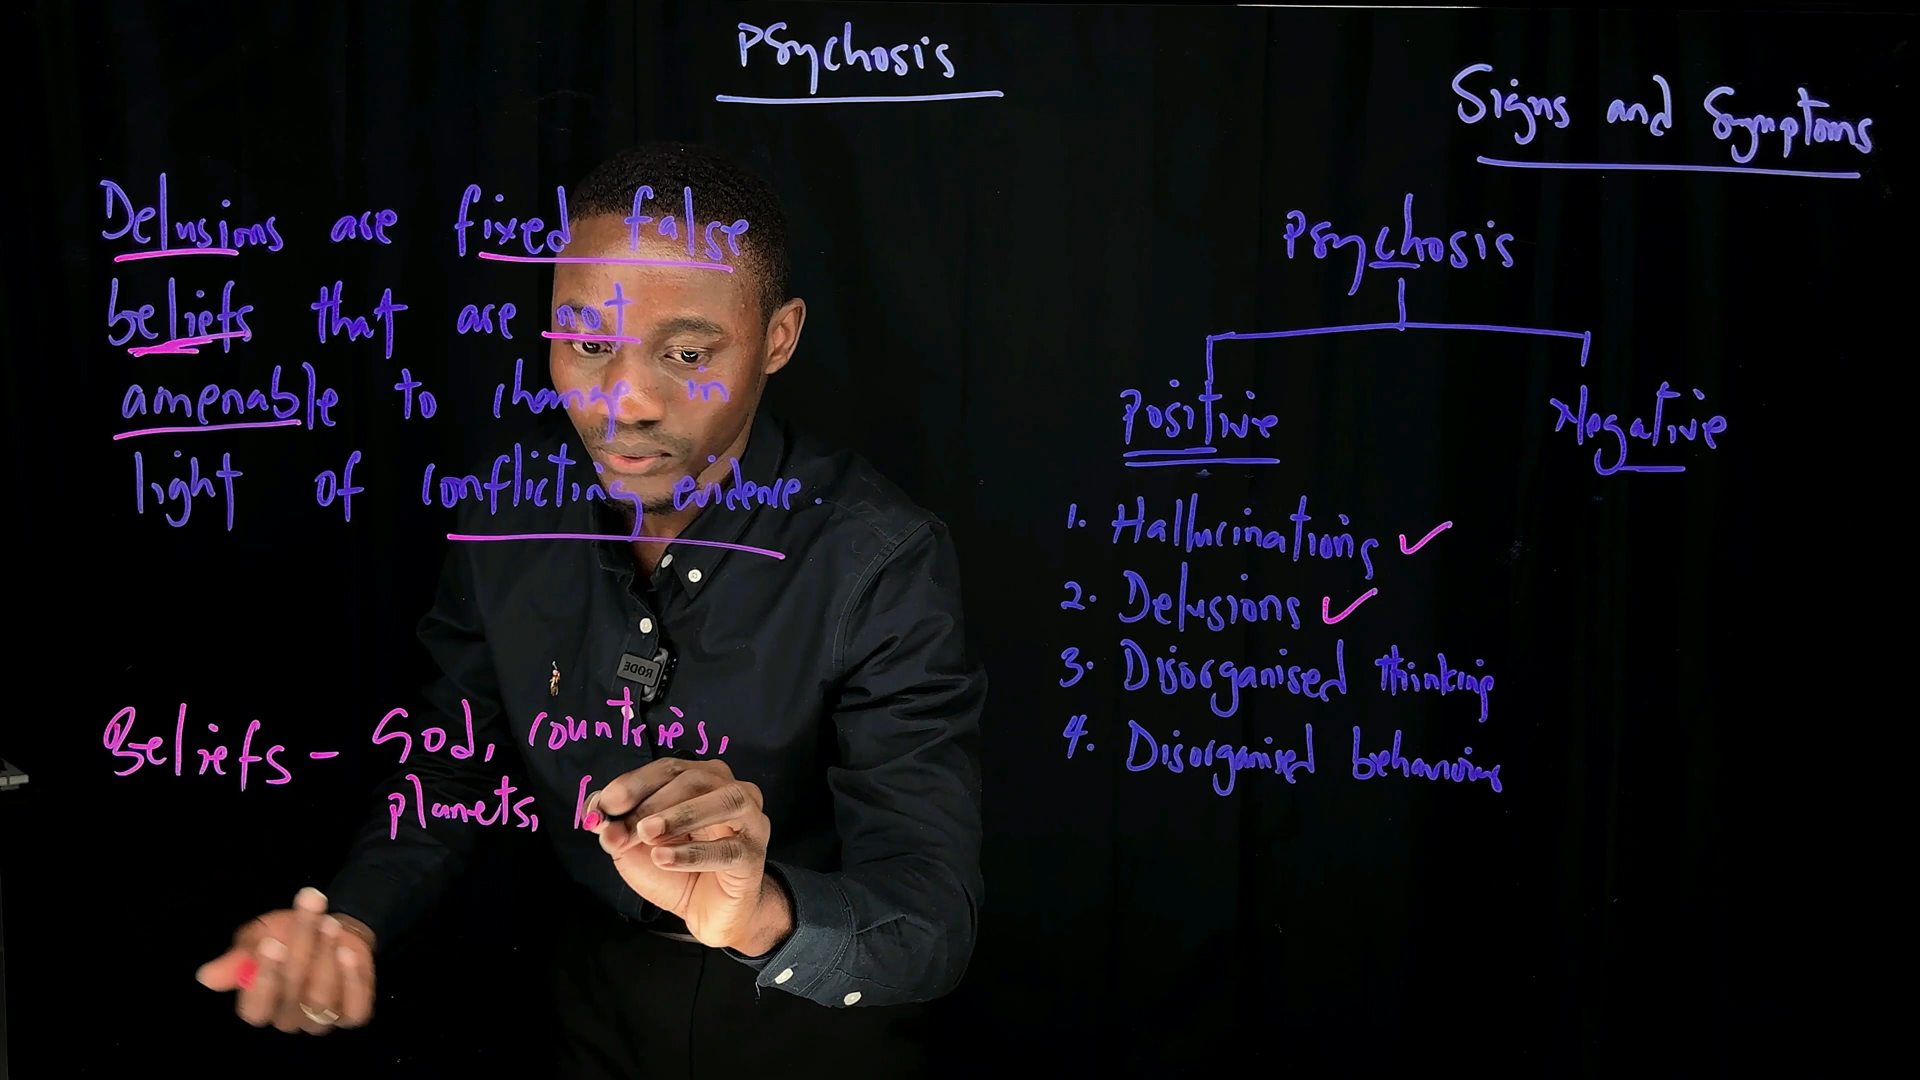 Psychosis
Delusions are fixed false
beliefs that are not
amenable to change in
light of conflicting evidence.
Beliefs - God, countries,
planets,
Signs and Symptoms
Psychosis
Positive
Negative
1. Hallucinations ✓
2. Delusions ✓
3. Disorganised thinking
4. Disorganised behaviour
RODE